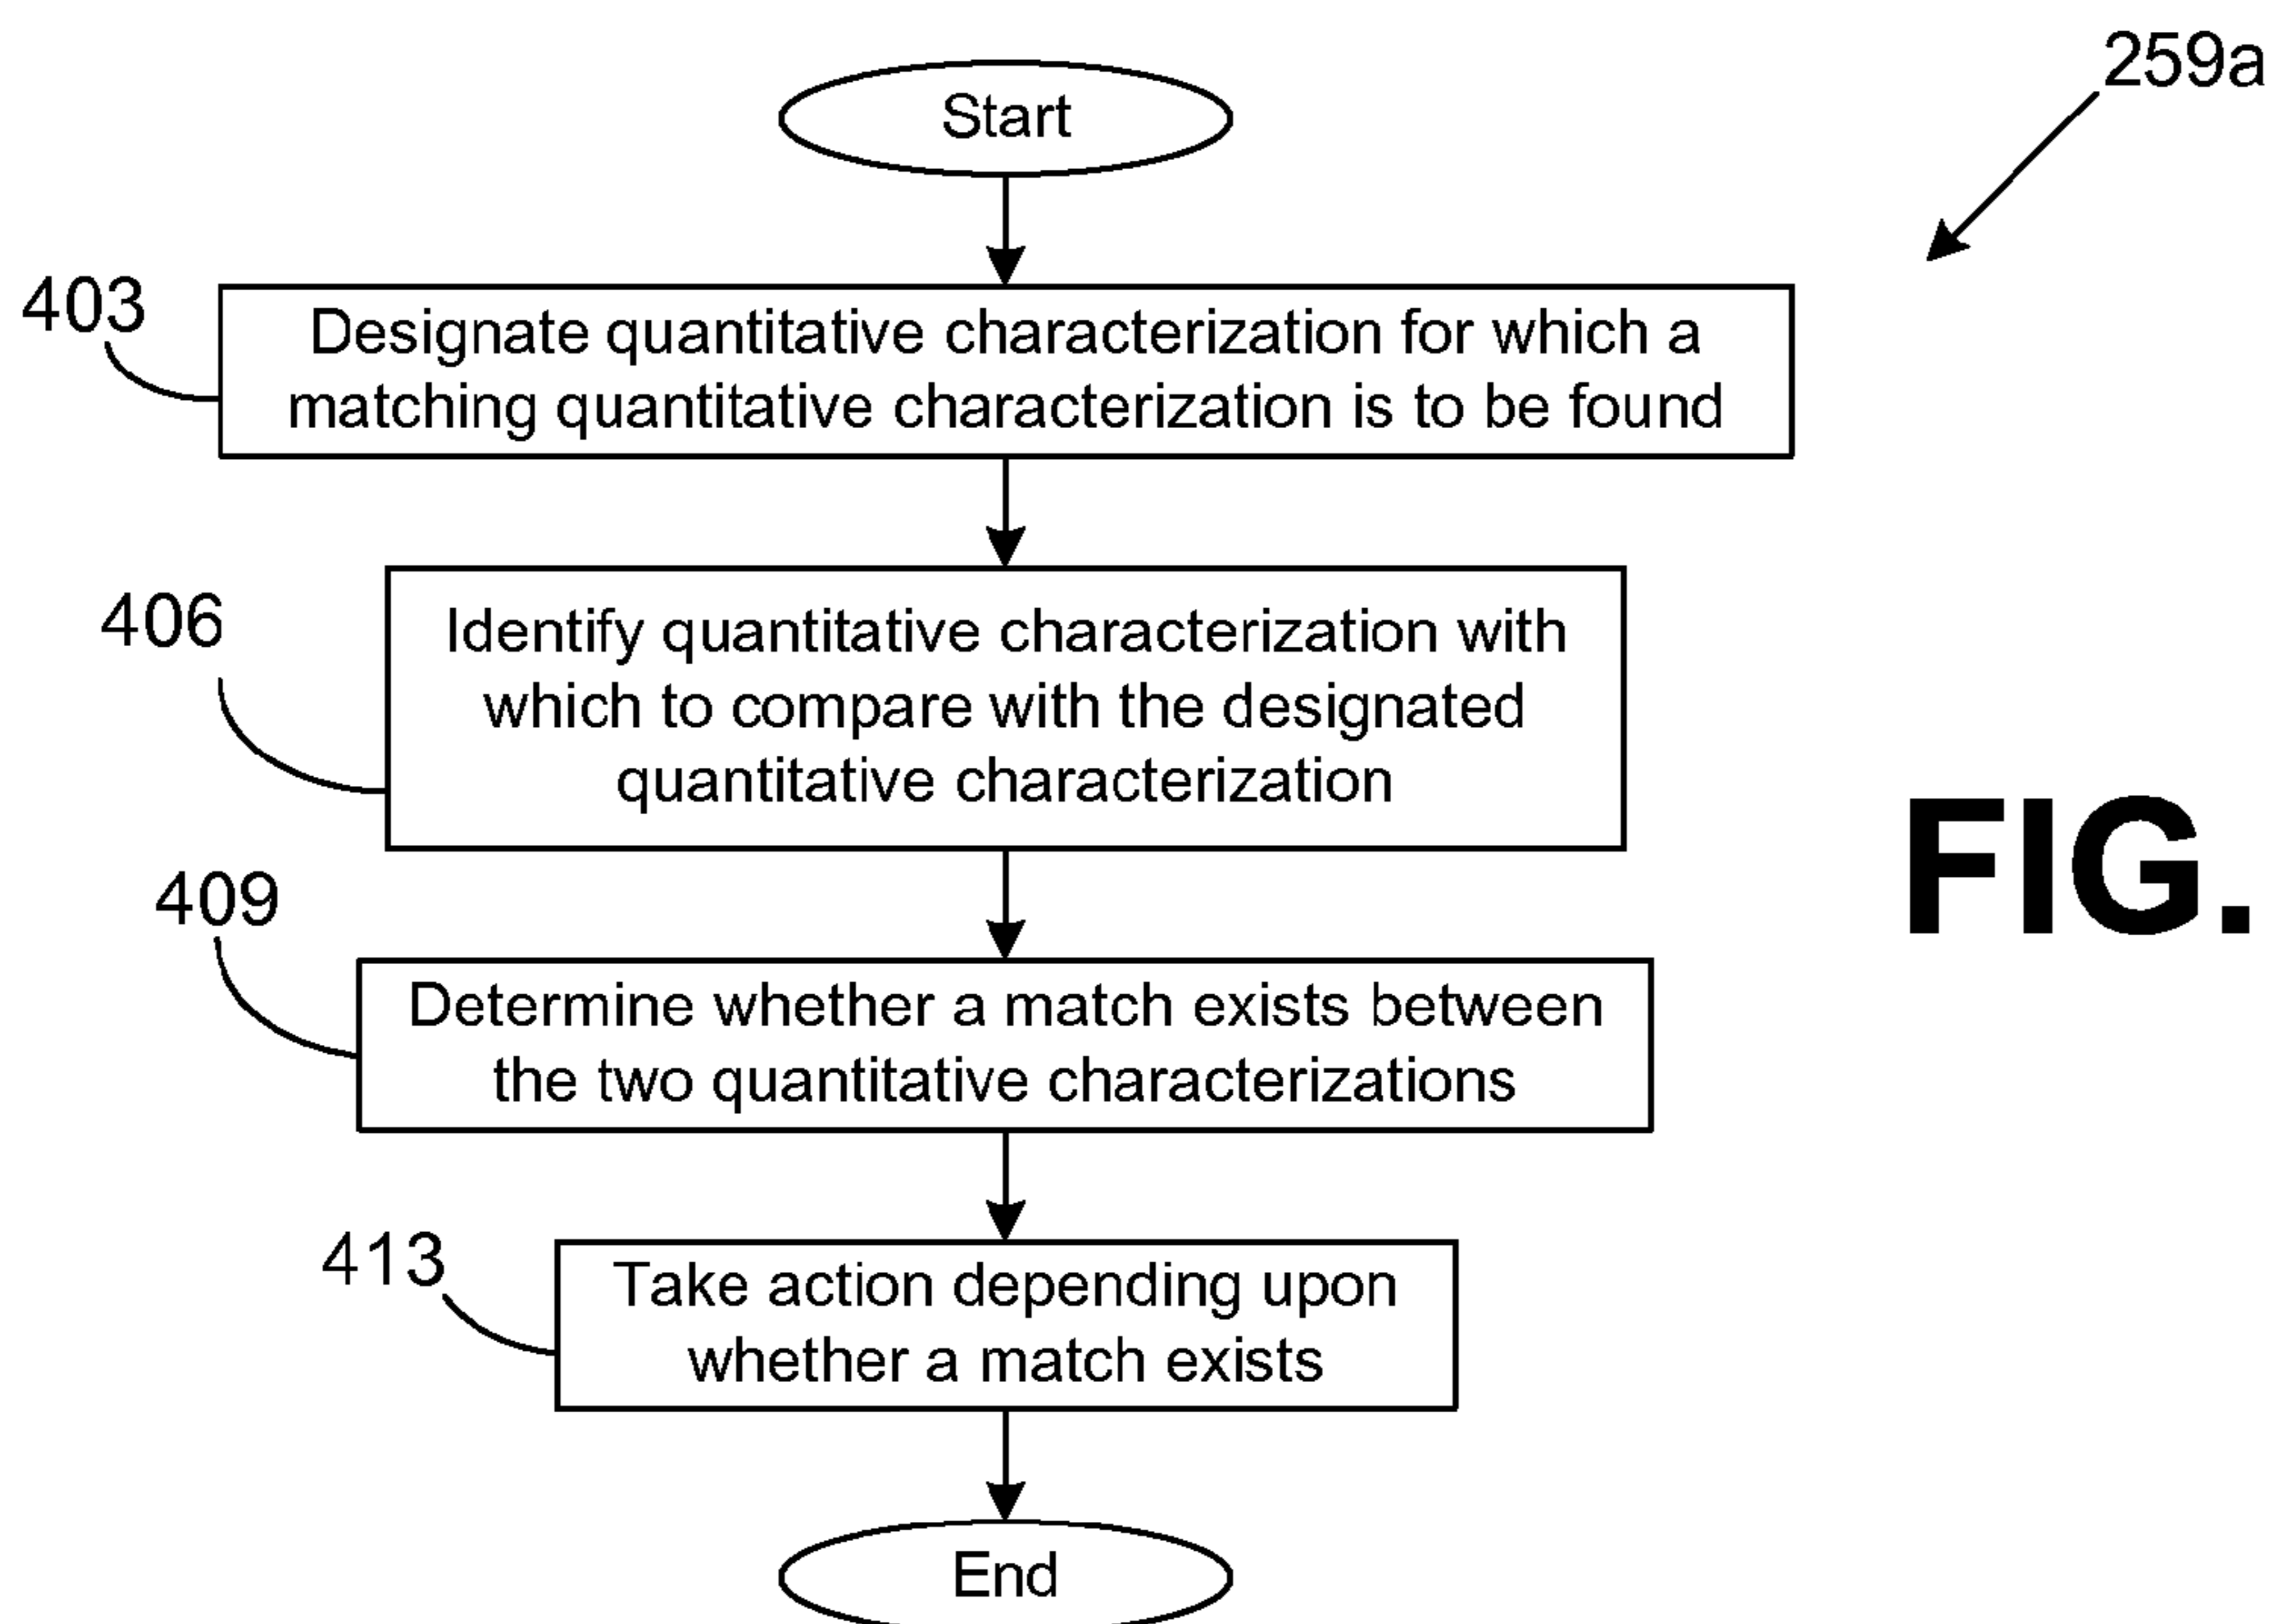 Start
259a
403
Designate quantitative characterization for which a
matching quantitative characterization is to be found
406
Identify quantitative characterization with
which to compare with the designated
quantitative characterization
FIG.
409
Determine whether a match exists between
the two quantitative characterizations
413
Take action depending upon
whether a match exists
End